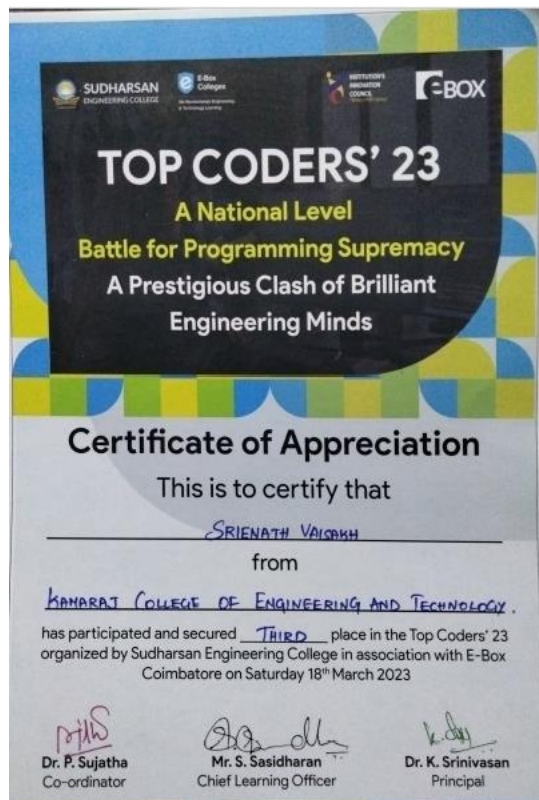 SUDHARSAN
ENGINEERING COLLEGE
E-Box
Colleges
INSTITUTION'S
INNOVATION
COUNCIL
e-BOX
TOP CODERS' 23
A National Level
Battle for Programming Supremacy
A Prestigious Clash of Brilliant
Engineering Minds
Certificate of Appreciation
This is to certify that
SRIENATH VAISAKH
from
KAMARAJ COLLEGE OF ENGINEERING AND TECHNOLOGY.
has participated and secured THIRD place in the Top Coders' 23
organized by Sudharsan Engineering College in association with E-Box
Coimbatore on Saturday 18th March 2023
Dr. P. Sujatha
Co-ordinator
Mr. S. Sasidharan
Chief Learning Officer
Dr. K. Srinivasan
Principal